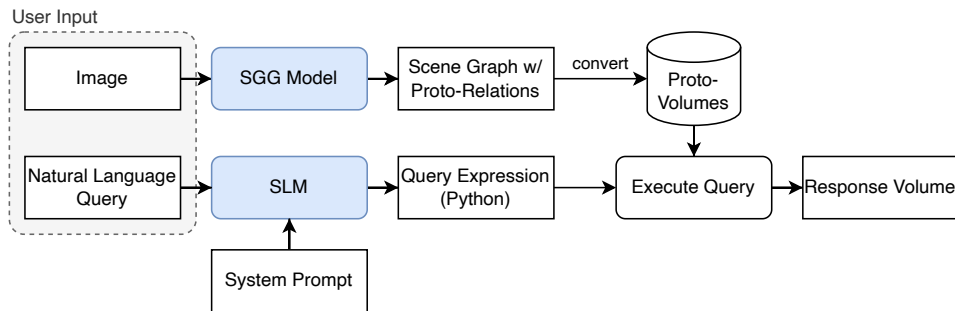 User Input
Image
SGG Model
Scene Graph w/
Proto-Relations
convert
Proto-
Volumes
Natural Language
Query
SLM
Query Expression
(Python)
Execute Query
Response Volume
System Prompt